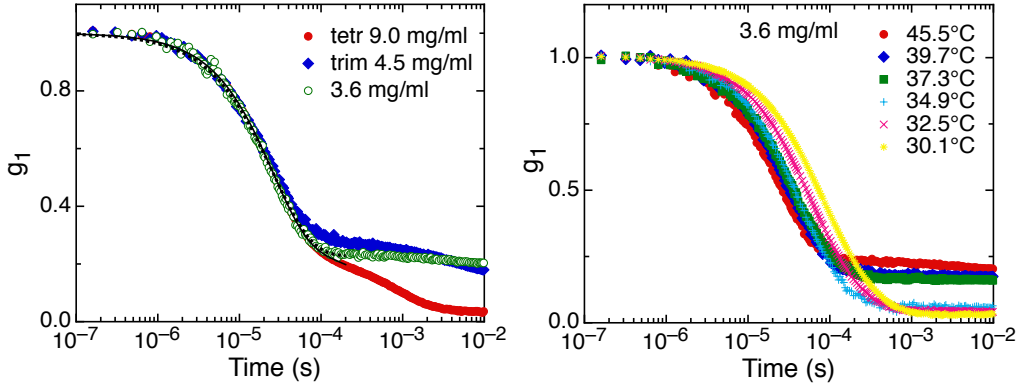 tetr 9.0 mg/ml
trim 4.5 mg/ml
3.6 mg/ml
g1
0.8
0.4
0.0
10-7
10-6
10-5
10-4
10-3
10-2
Time (s)
3.6 mg/ml
45.5°C
39.7°C
37.3°C
34.9°C
32.5°C
30.1°C
g1
1.0
0.5
0.0
10-7
10-6
10-5
10-4
10-3
10-2
Time (s)